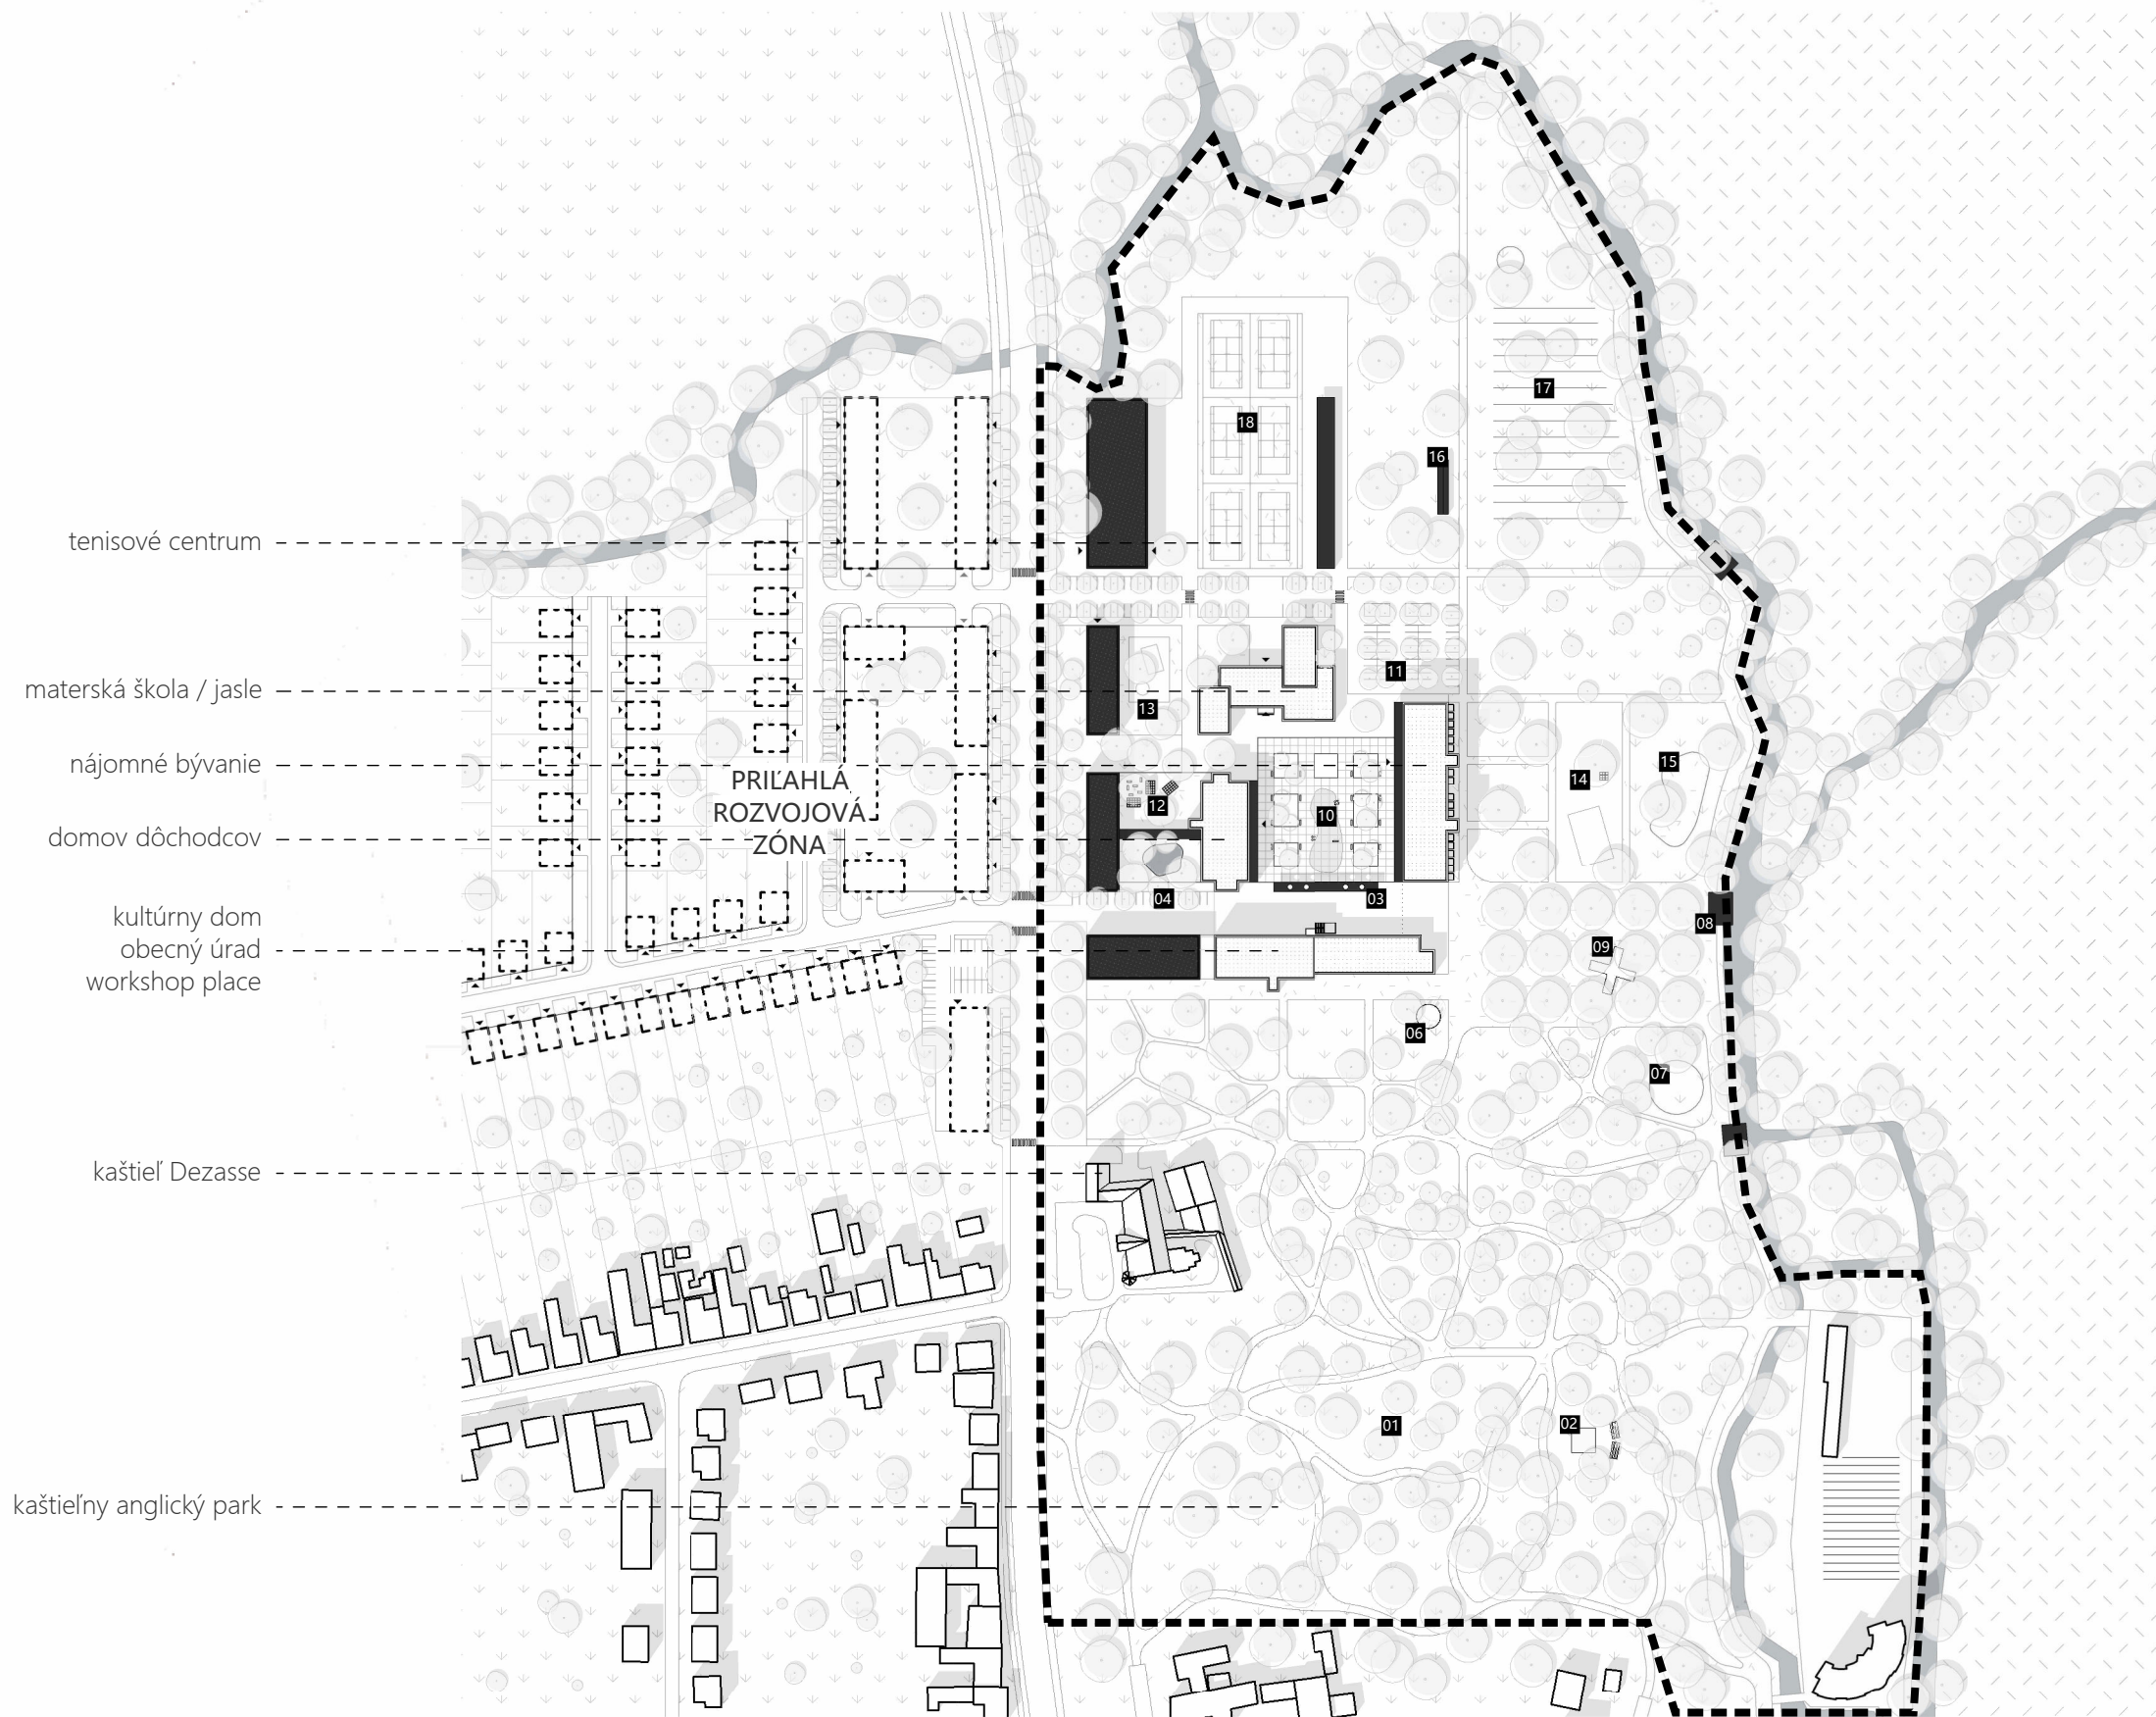 17
18
16
tenisové centrum
11
materská škola / jasle
13
nájomné bývanie
15
PRIĽAHLÁ
ROZVOJOVÁ
ZÓNA
14
12
10
domov dôchodcov
04
03
kultúrny dom
obecný úrad
workshop place
08
09
06
07
kaštieľ Dezasse
01
02
kaštieľny anglický park